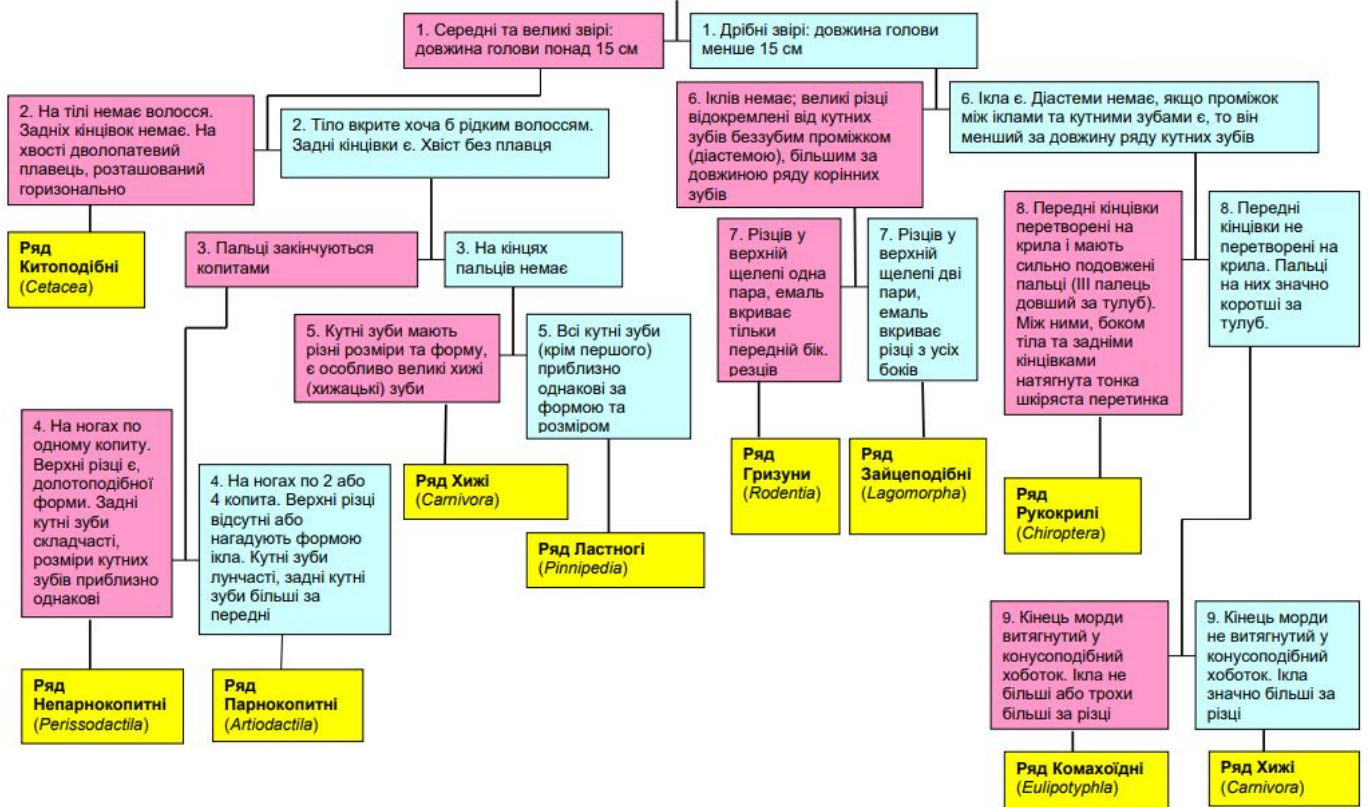 1. Середні та великі звірі:
довжина голови понад 15 см
1. Дрібні звірі: довжина голови
менше 15 см
2. На тілі немає волосся.
Задніх кінцівок немає. На
хвості дволопатевий
плавець, розташований
горизонально
2. Тіло вкрите хоча б рідким волоссям.
Задні кінцівки є. Хвіст без плавця
6. Іклів немає; великі різці
відокремлені від кутних
зубів беззубим проміжком
(діастемою), більшим за
довжиною ряду корінних
зубів
6. Ікла є. Діастеми немає, якщо проміжок
між іклами та кутними зубами є, то він
менший за довжину ряду кутних зубів
Ряд
Китоподібні
(Cetacea)
3. Пальці закінчуються
копитами
3. На кінцях
пальців немає
7. Різців у
верхній
щелепі одна
пара, емаль
вкриває
тільки
передній бік.
резців
7. Різців у
верхній
щелепі дві
пари,
емаль
вкриває
різці з усіх
боків
8. Передні кінцівки
перетворені на
крила і мають
сильно подовжені
пальці (III палець
довший за тулуб).
Між ними, боком
тіла та задніми
кінцівками
натягнута тонка
шкіряста перетинка
8. Передні
кінцівки не
перетворені на
крила. Пальці
на них значно
коротші за
тулуб.
5. Кутні зуби мають
різні розміри та форму,
є особливо великі хижі
(хижацькі) зуби
5. Всі кутні зуби
(крім першого)
приблизно
однакові за
формою та
розміром
4. На ногах по
одному копиту.
Верхні різці є,
долотоподібної
форми. Задні
кутні зуби
складчасті,
розміри кутних
зубів приблизно
однакові
4. На ногах по 2 або
4 копита. Верхні різці
відсутні або
нагадують формою
ікла. Кутні зуби
лунчасті, задні кутні
зуби більші за
передні
Ряд Хижі
(Carnivora)
Ряд Ластногі
(Pinnipedia)
Ряд
Гризуни
(Rodentia)
Ряд
Зайцеподібні
(Lagomorpha)
Ряд
Рукокрилі
(Chiroptera)
Ряд
Непарнокопитні
(Perissodactila)
Ряд
Парнокопитні
(Artiodactila)
9. Кінець морди
витягнутий у
конусоподібний
хоботок. Ікла не
більші або трохи
більші за різці
9. Кінець морди
не витягнутий у
конусоподібний
хоботок. Ікла
значно більші за
різці
Ряд Комахоїдні
(Eulipotyphla)
Ряд Хижі
(Carnivora)